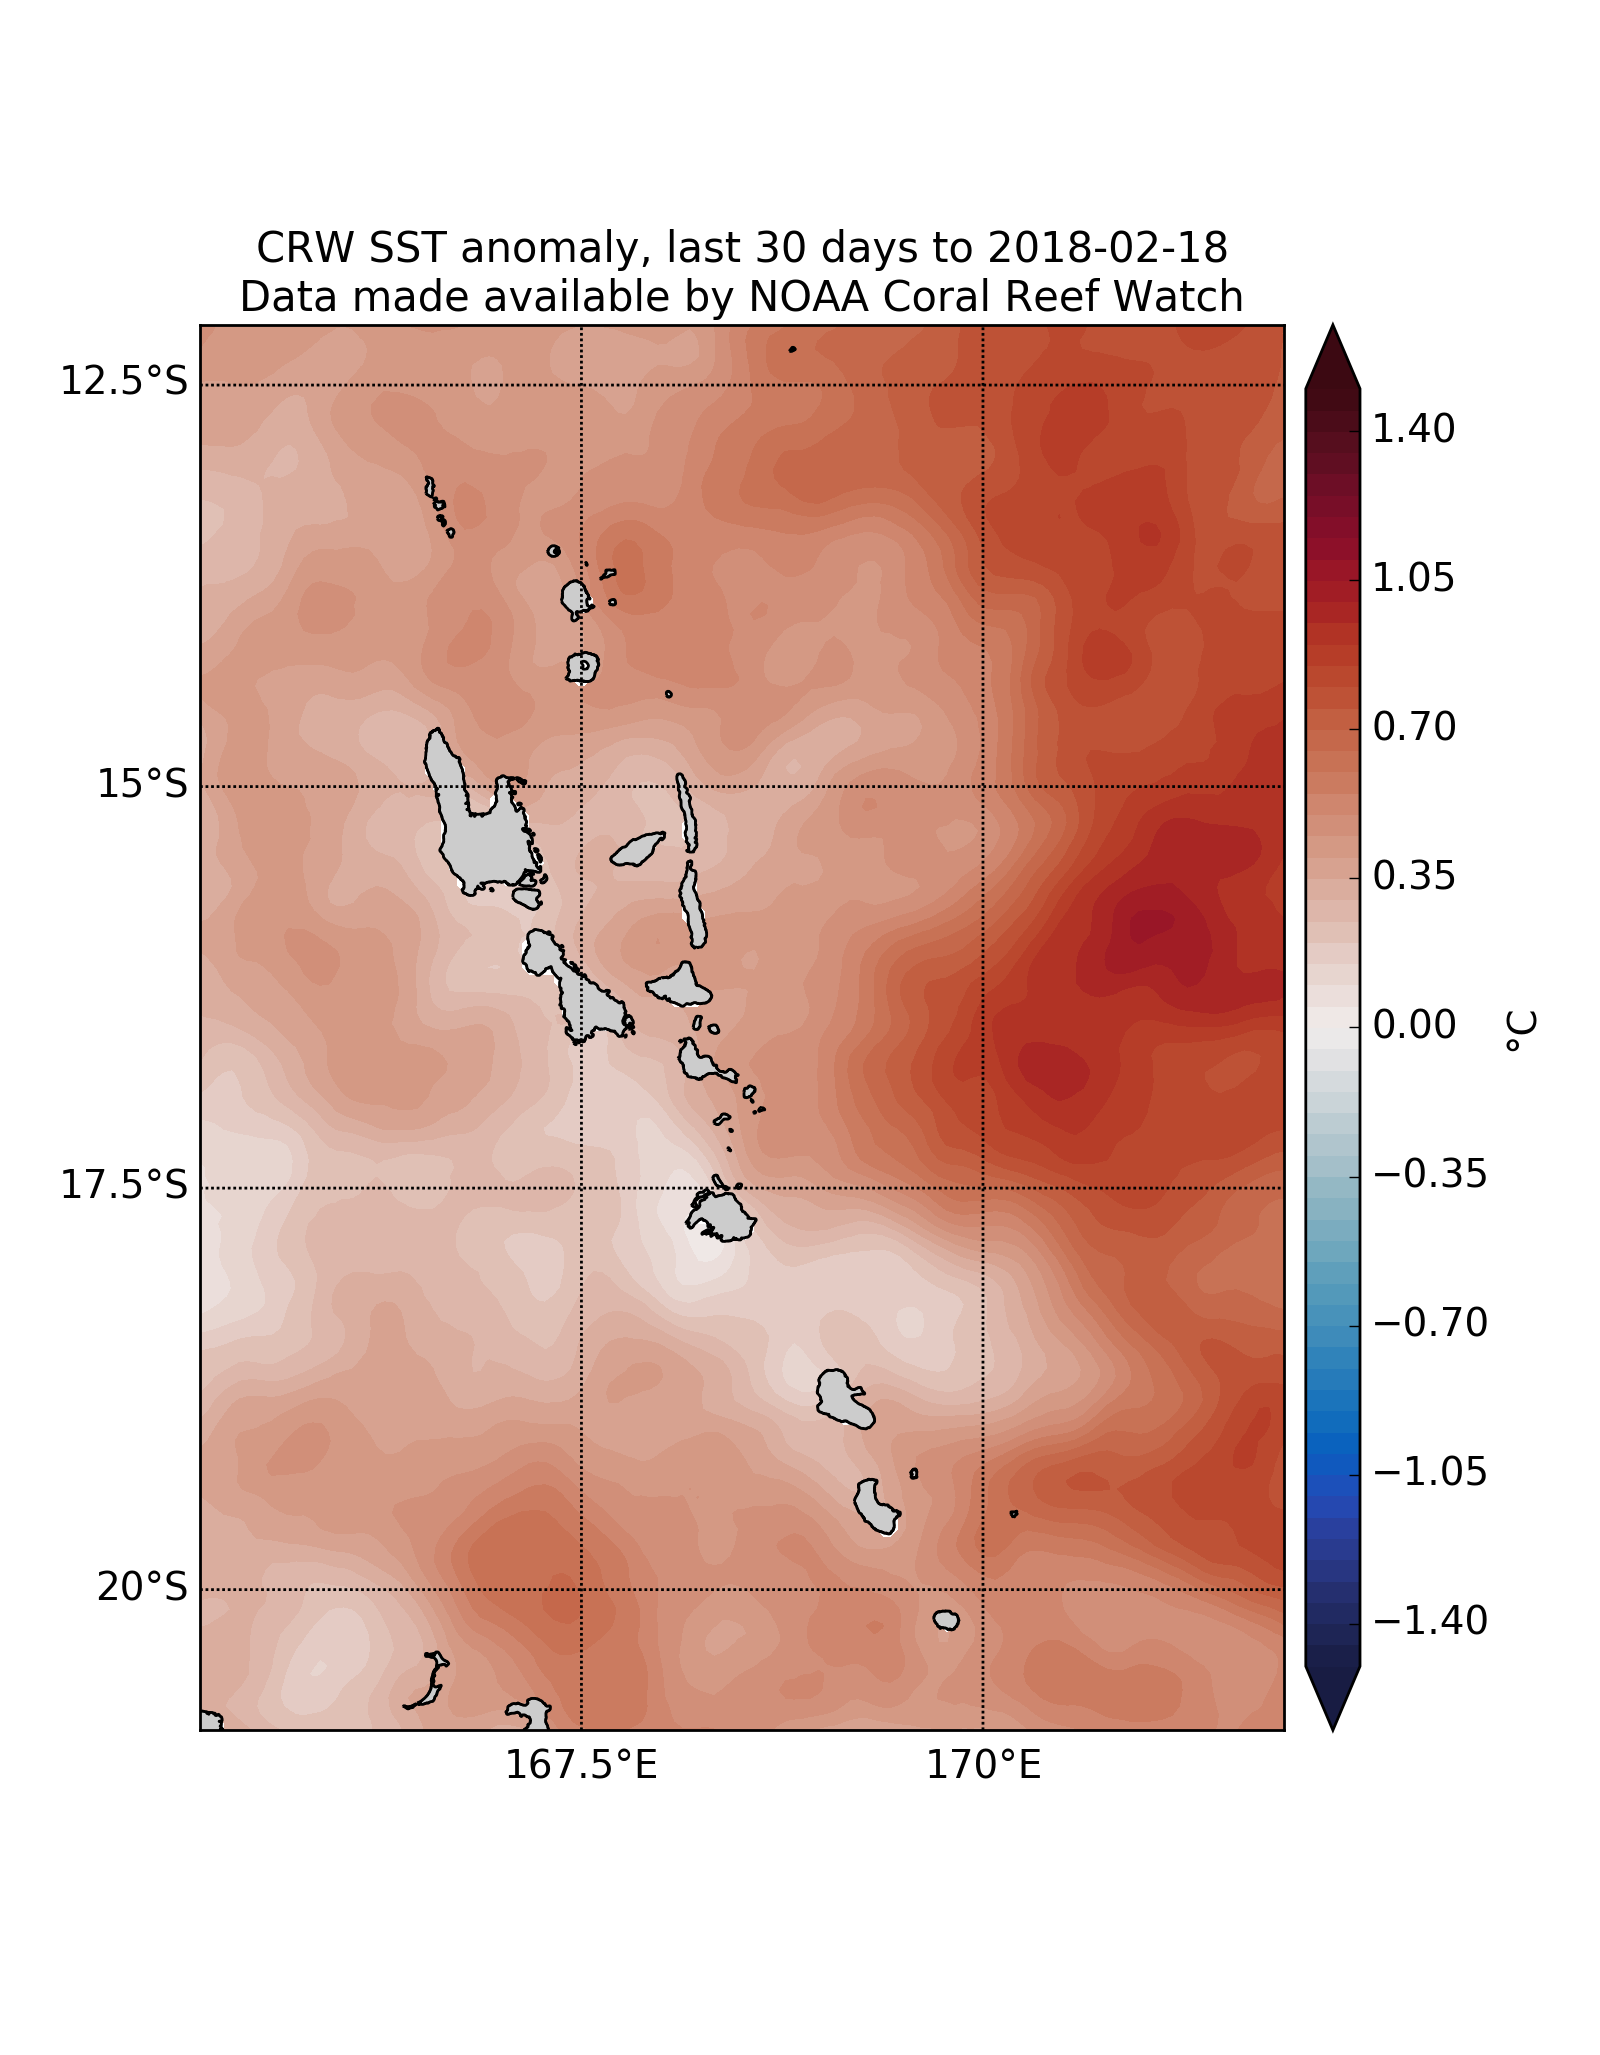 CRW SST anomaly, last 30 days to 2018-02-18
Data made available by NOAA Coral Reef Watch
12.5°S
15°S
17.5°S
20°S
167.5°E
170°E
1.40
1.05
0.70
0.35
0.00
−0.35
−0.70
−1.05
−1.40
°C